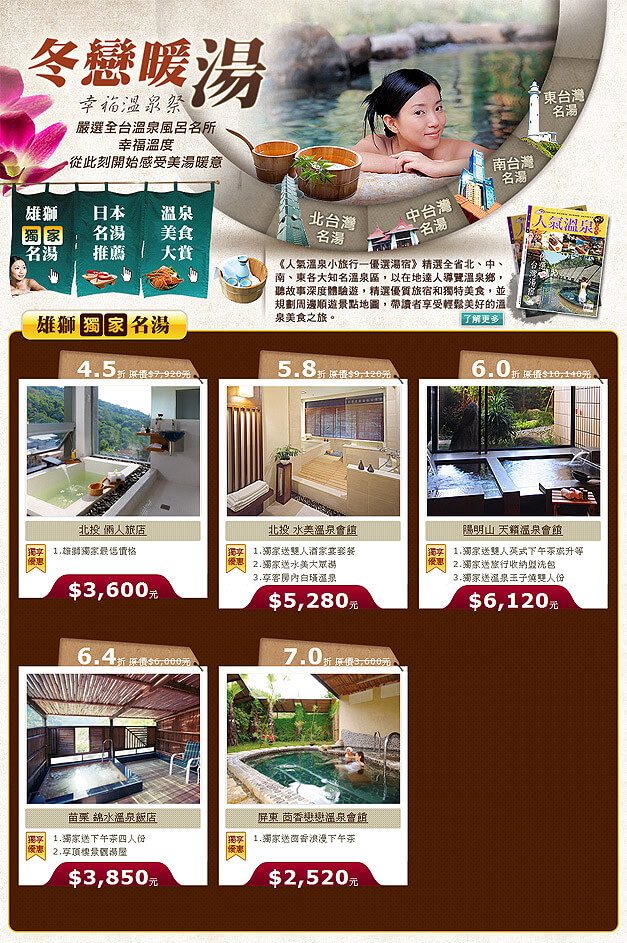 冬戀暖湯
幸福溫泉祭
嚴選全台溫泉風呂名所
幸福溫度
從此刻開始感受美湯暖意
東台灣
名湯
南台灣
名湯
中台灣
名湯
北台灣
名湯
雄獅
獨家
名湯
日本
名湯
推薦
溫泉
美食
大賞
人氣溫泉
《人氣溫泉小旅行─優選湯宿》精選全省北、中、
南、東各大知名溫泉區，以在地達人導覽溫泉鄉，
聽故事深度體驗遊，精選優質旅宿和獨特美食，並
規劃周邊順遊景點地圖，帶讀者享受輕鬆美好的溫
泉美食之旅。
了解更多
雄獅獨家名湯
4.5折 原價$7,920元
北投 倆人旅店
獨享
優惠
1.雄獅獨家最低價格
$3,600元
5.8折 原價$9,120元
北投 水美溫泉會館
獨享
優惠
1.獨家送雙人酒家宴套餐
2.獨家送水美大眾湯
3.享客房內白磺溫泉
$5,280元
6.0折 原價$10,140元
陽明山 天籟溫泉會館
獨享
優惠
1.獨家送雙人英式下午茶或升等
2.獨家送旅行收納盥洗包
3.獨家送溫泉玉子燒雙人份
$6,120元
6.4折 原價$6,000元
苗栗 錦水溫泉飯店
獨享
優惠
1.獨家送下午茶四人份
2.享頂樓景觀湯屋
$3,850元
7.0折 原價3,600元
屏東 茴香戀戀溫泉會館
獨享
優惠
1.獨家送茴香浪漫下午茶
$2,520元